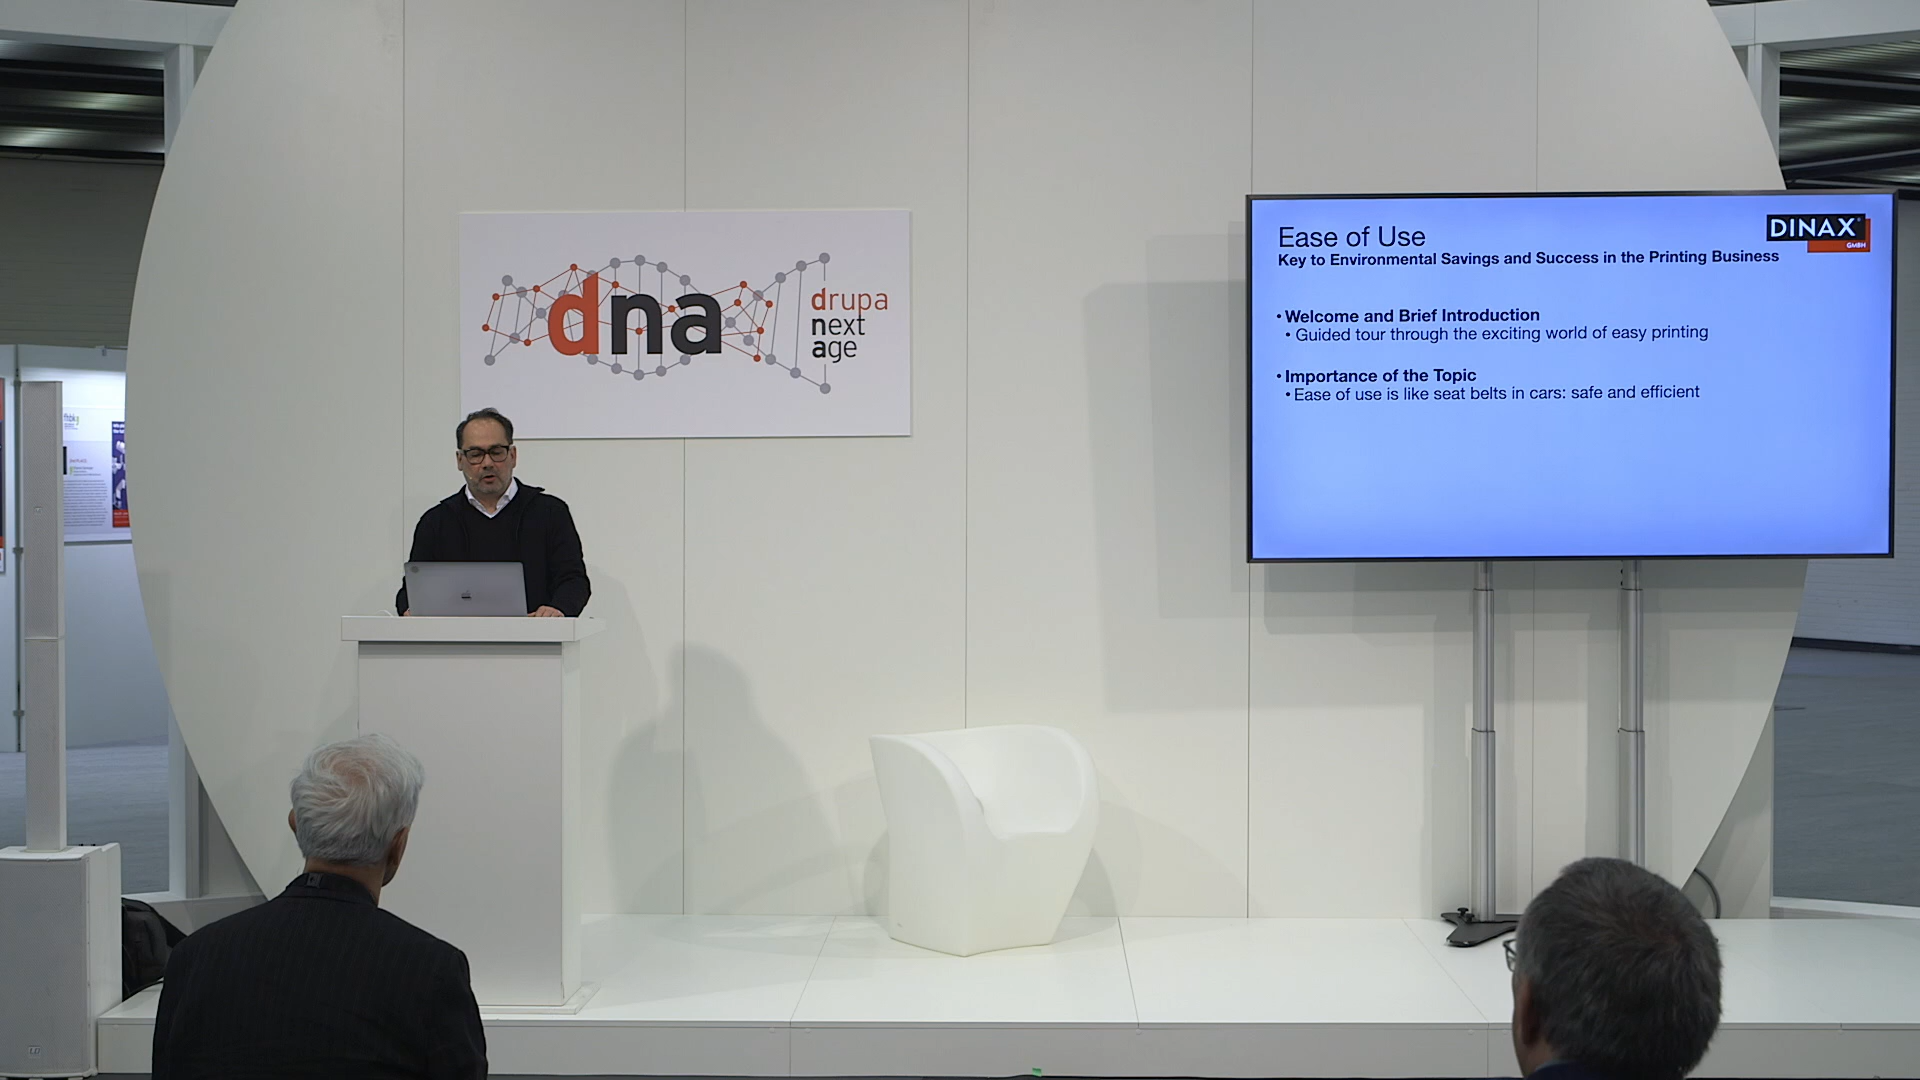 dna
drupa
next
age
Ease of Use
Key to Environmental Savings and Success in the Printing Business
DINAX
GMBH
• Welcome and Brief Introduction
• Guided tour through the exciting world of easy printing
• Importance of the Topic
• Ease of use is like seat belts in cars: safe and efficient